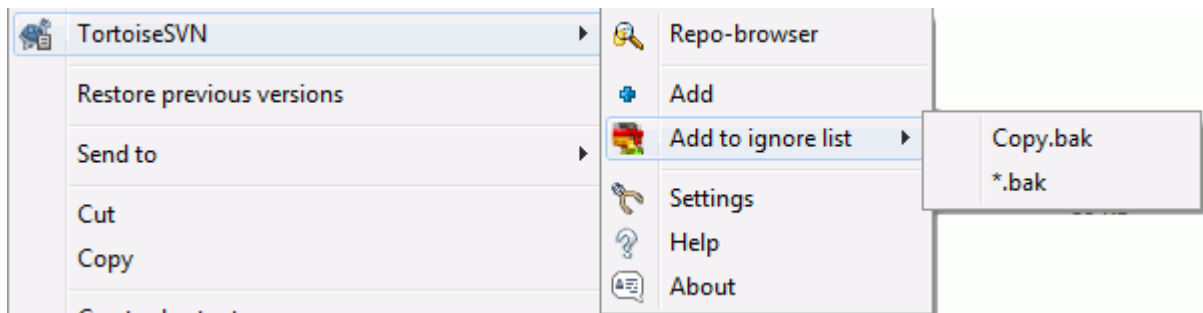 TortoiseSVN
Restore previous versions
Send to
Cut
Copy
Repo-browser
Add
Add to ignore list
Settings
Help
About
Copy.bak
*.bak